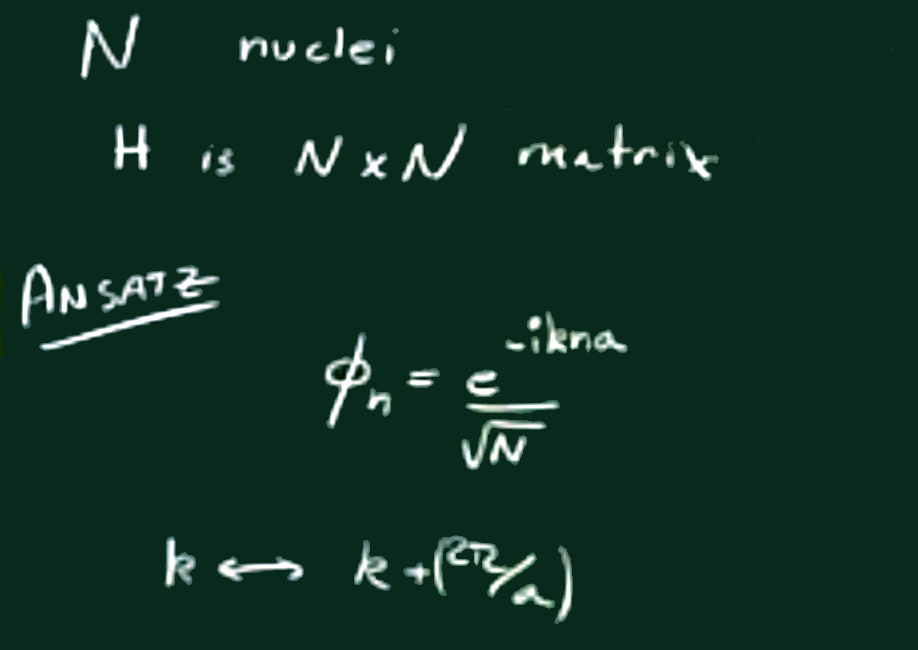 N nuclei
H is N x N matrix
ANSATZ
ϕₙ = e^{-ikna} / √N
k ↔ k + (2π/a)